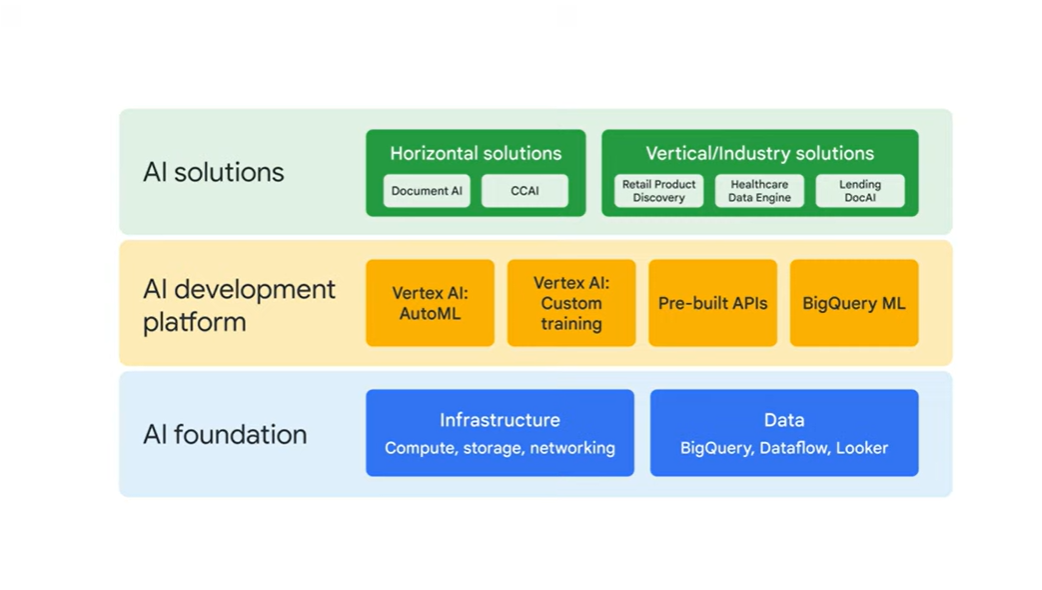 AI solutions
Horizontal solutions
Document AI
CCAI
Vertical/Industry solutions
Retail Product
Discovery
Healthcare
Data Engine
Lending
DocAI
AI development
platform
Vertex AI:
AutoML
Vertex AI:
Custom
training
Pre-built APIs
BigQuery ML
AI foundation
Infrastructure
Compute, storage, networking
Data
BigQuery, Dataflow, Looker